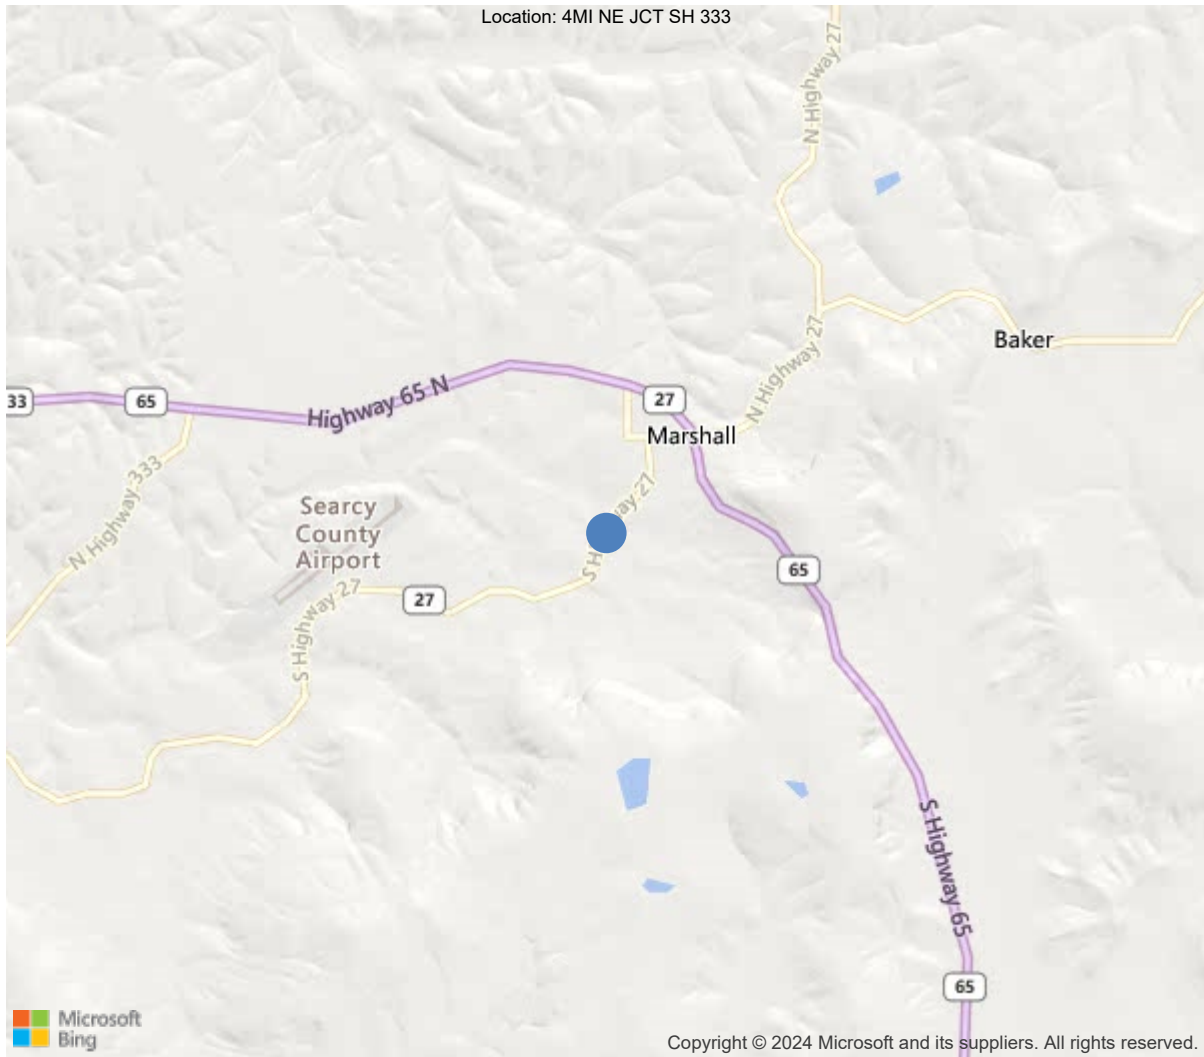 Location: 4MI NE JCT SH 333
N Highway 27
Baker
N Highway 27
Highway 65 N
33
65
27
Marshall
N Highway 333
Searcy
County
Airport
way 27
S H
65
27
S Highway 27
S Highway 65
65
Microsoft
Bing
Copyright © 2024 Microsoft and its suppliers. All rights reserved.